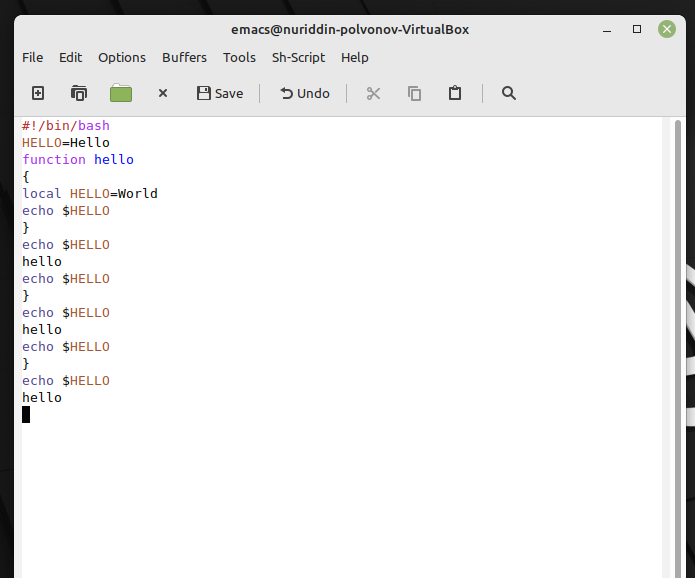 emacs@nuriddin-polvonov-VirtualBox
File Edit Options Buffers Tools Sh-Script Help
Save Undo
#!/bin/bash
HELLO=Hello
function hello
{
local HELLO=World
echo $HELLO
}
echo $HELLO
hello
echo $HELLO
}
echo $HELLO
hello
echo $HELLO
}
echo $HELLO
hello